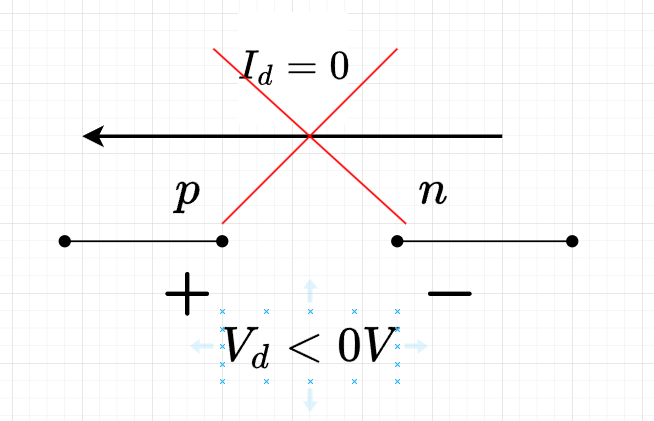 I_d = 0
p n
+ −
V_d < 0V